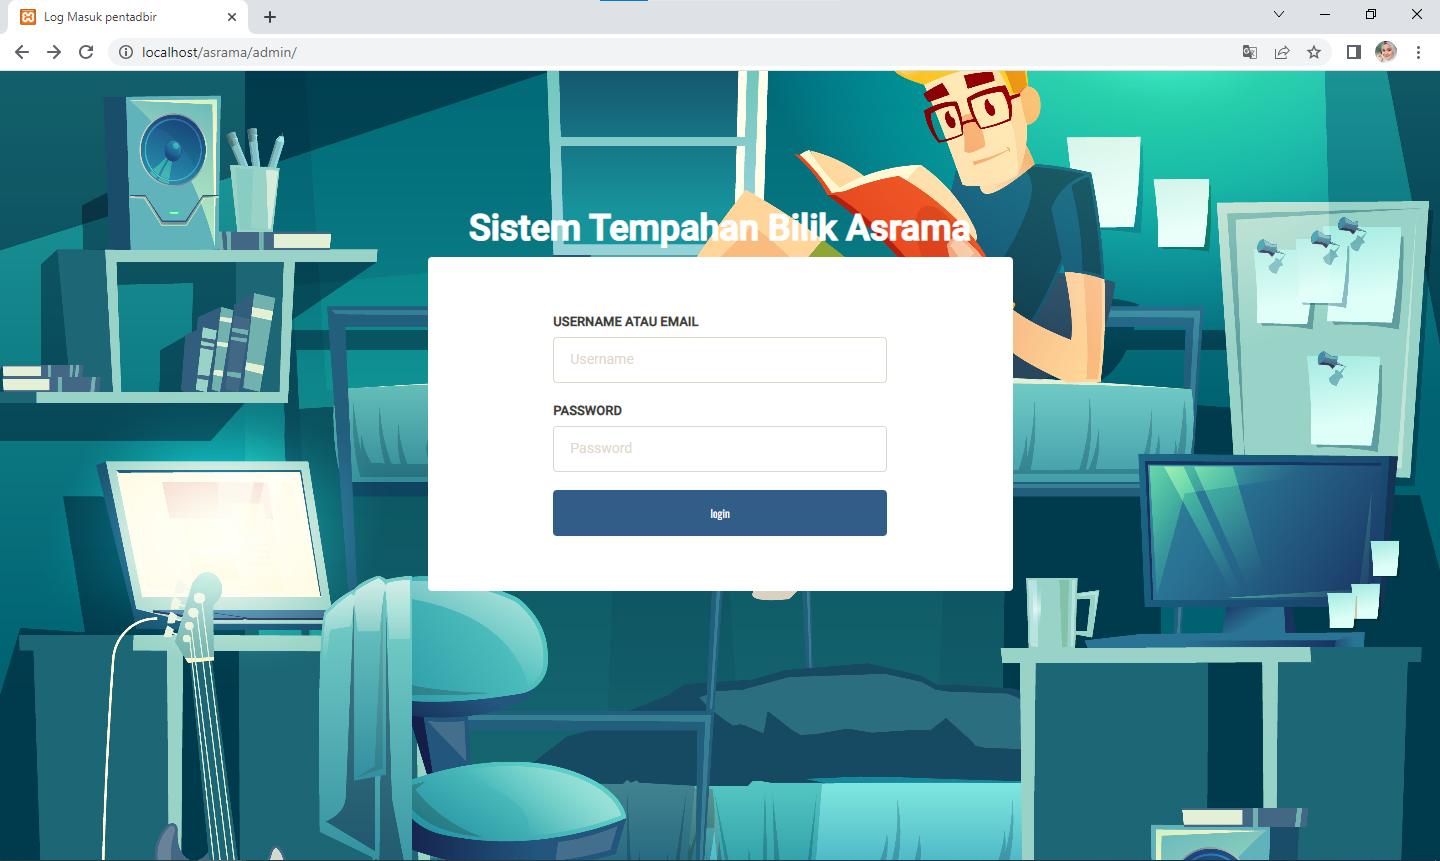 Log Masuk pentadbir
localhost/asrama/admin/
Sistem Tempahan Bilik Asrama
USERNAME ATAU EMAIL
Username
PASSWORD
Password
login